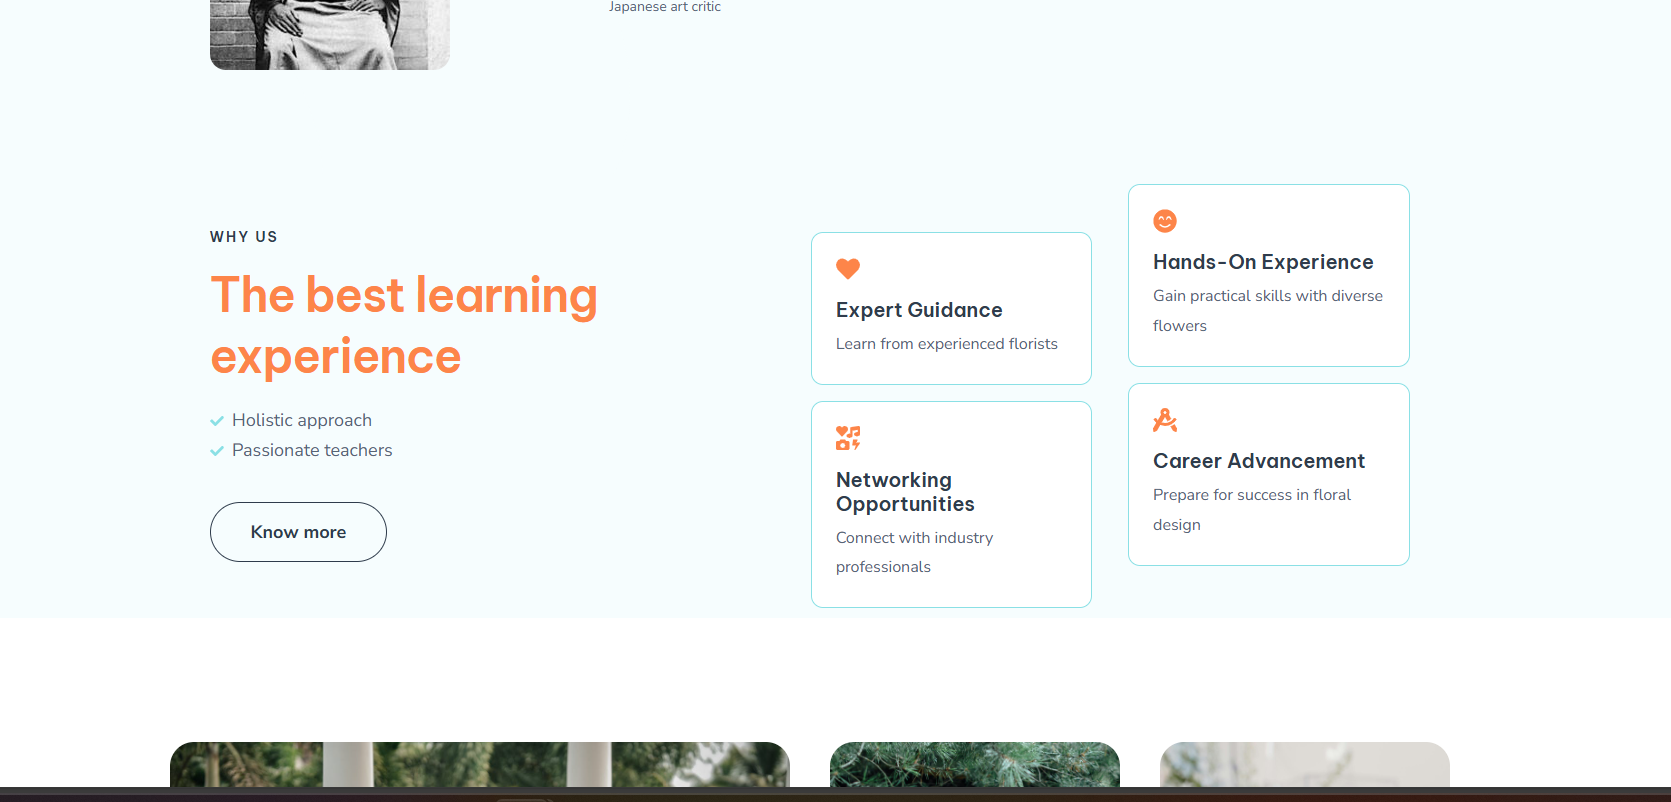 Japanese art critic
WHY US
The best learning
experience
Holistic approach
Passionate teachers
Know more
Expert Guidance
Learn from experienced florists
Networking
Opportunities
Connect with industry
professionals
Hands-On Experience
Gain practical skills with diverse
flowers
Career Advancement
Prepare for success in floral
design